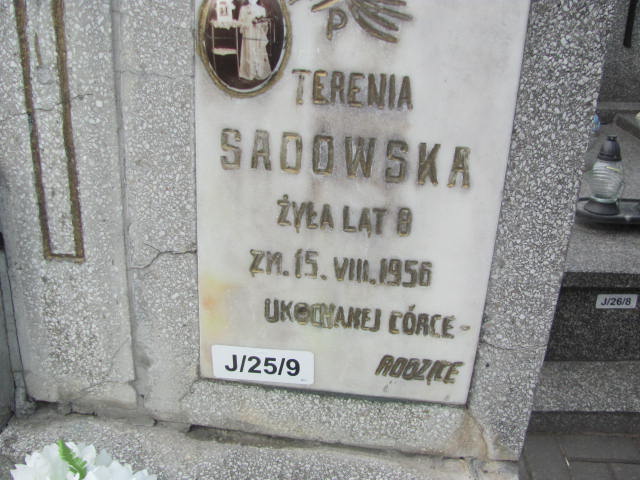 P
TERENIA
SADOWSKA
ŻYŁA LAT 8
ZM. 15. VIII. 1956
UKOCHANEJ CÓRCE -
RODZICE
J/25/9
J/26/8